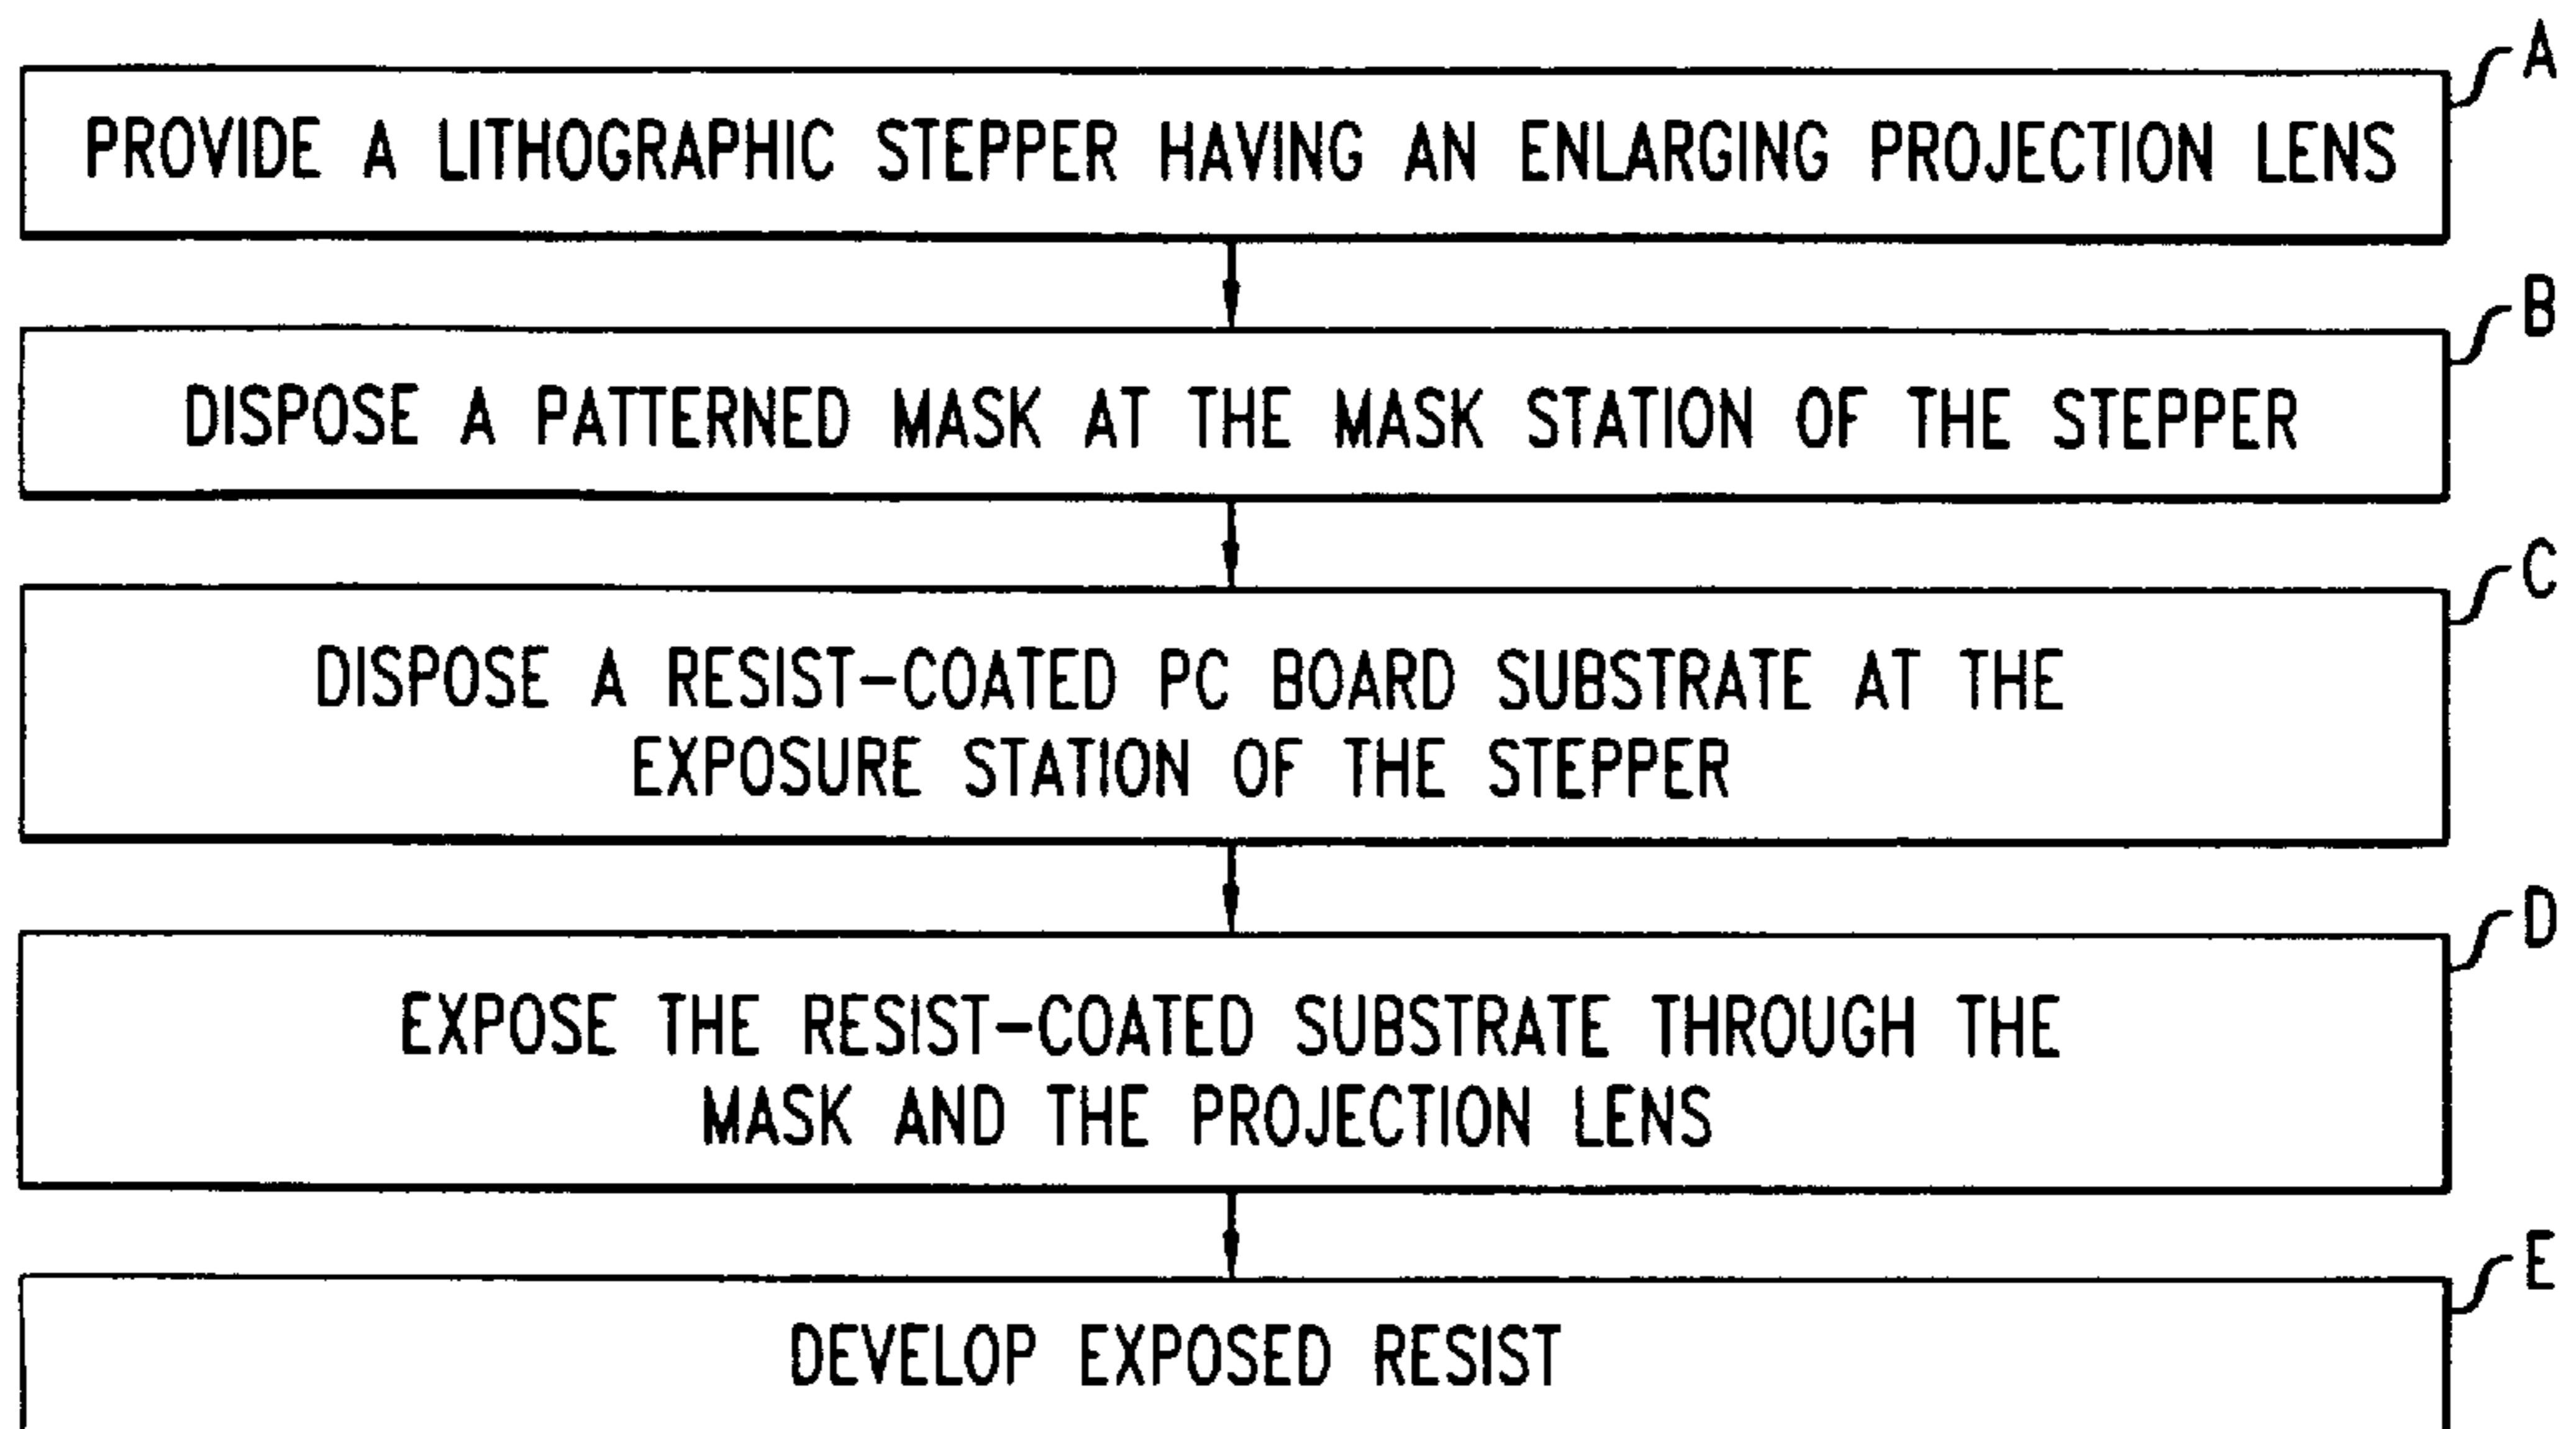 A
PROVIDE A LITHOGRAPHIC STEPPER HAVING AN ENLARGING PROJECTION LENS
B
DISPOSE A PATTERNED MASK AT THE MASK STATION OF THE STEPPER
C
DISPOSE A RESIST-COATED PC BOARD SUBSTRATE AT THE
EXPOSURE STATION OF THE STEPPER
D
EXPOSE THE RESIST-COATED SUBSTRATE THROUGH THE
MASK AND THE PROJECTION LENS
E
DEVELOP EXPOSED RESIST